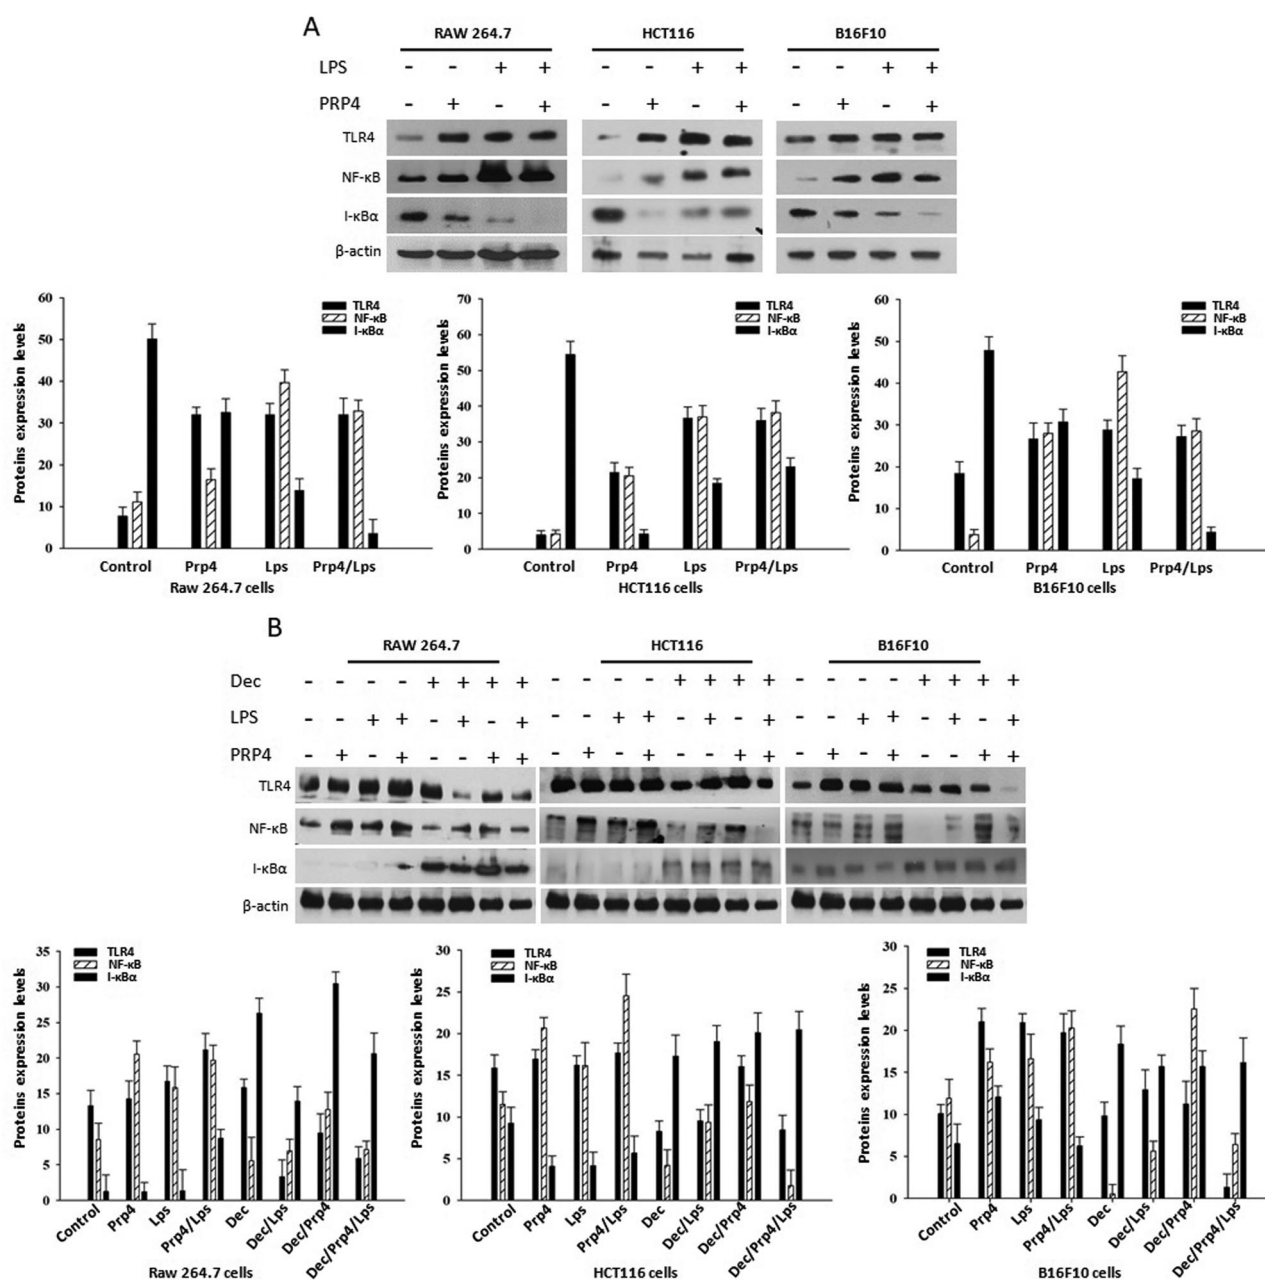 A
RAW 264.7 HCT116 B16F10
LPS - - + + - - + + - - + +
PRP4 - + - + - + - + - + - +
TLR4
NF-κB
I-κBα
β-actin
60
50
40
30
20
10
0
Proteins expression levels
TLR4
NF-κB
I-κBα
Control Prp4 Lps Prp4/Lps
Raw 264.7 cells
70
60
50
40
30
20
10
0
Proteins expression levels
TLR4
NF-κB
I-κBα
Control Prp4 Lps Prp4/Lps
HCT116 cells
60
50
40
30
20
10
0
Proteins expression levels
TLR4
NF-κB
I-κBα
Control Prp4 Lps Prp4/Lps
B16F10 cells
B
RAW 264.7 HCT116 B16F10
Dec - - - - + + + + - - - - + + + + - - - - + + + +
LPS - - + + - + - + - - + + - + - + - - + + - + - +
PRP4 - + - + - - + + - + - + - - + + - + - + - - + +
TLR4
NF-κB
I-κBα
β-actin
35
30
25
20
15
10
5
0
Proteins expression levels
TLR4
NF-κB
I-κBα
Control Prp4 Lps Prp4/Lps Dec Dec/Lps Dec/Prp4 Dec/Prp4/Lps
Raw 264.7 cells
30
25
20
15
10
5
0
Proteins expression levels
TLR4
NF-κB
I-κBα
Control Prp4 Lps Prp4/Lps Dec Dec/Lps Dec/Prp4 Dec/Prp4/Lps
HCT116 cells
30
25
20
15
10
5
0
Proteins expression levels
TLR4
NF-κB
I-κBα
Control Prp4 Lps Prp4/Lps Dec Dec/Lps Dec/Prp4 Dec/Prp4/Lps
B16F10 cells